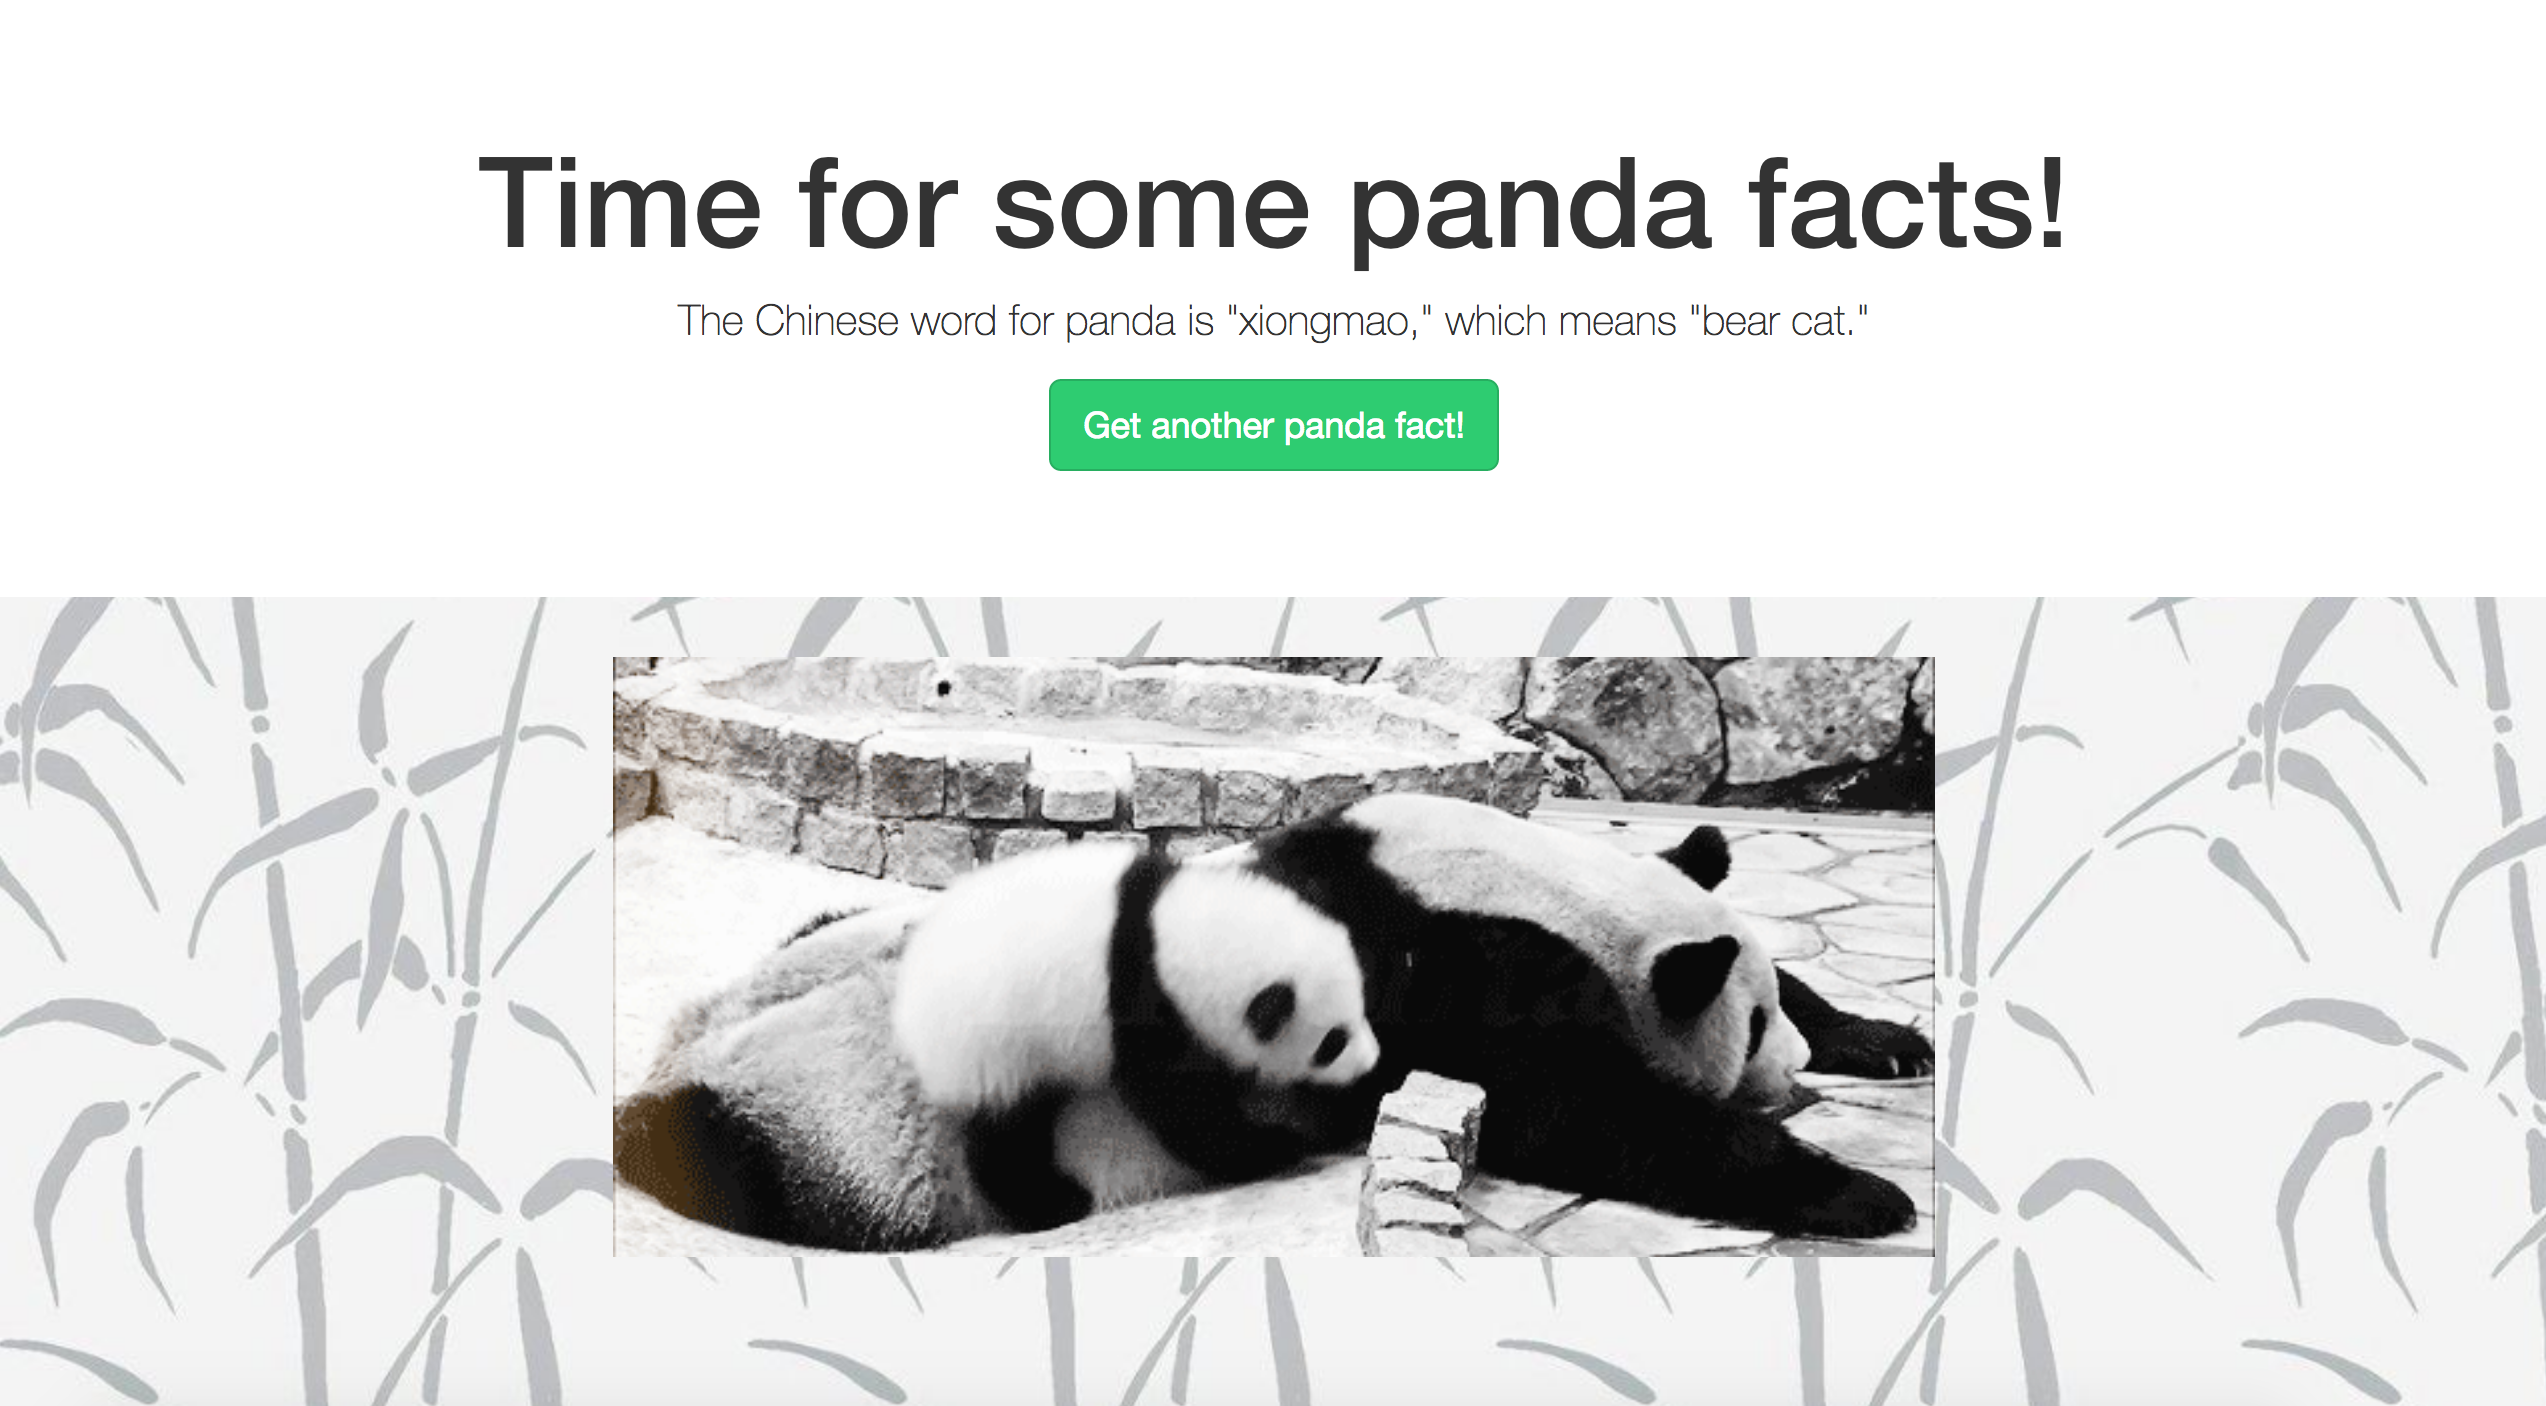 Time for some panda facts!
The Chinese word for panda is "xiongmao," which means "bear cat."
Get another panda fact!